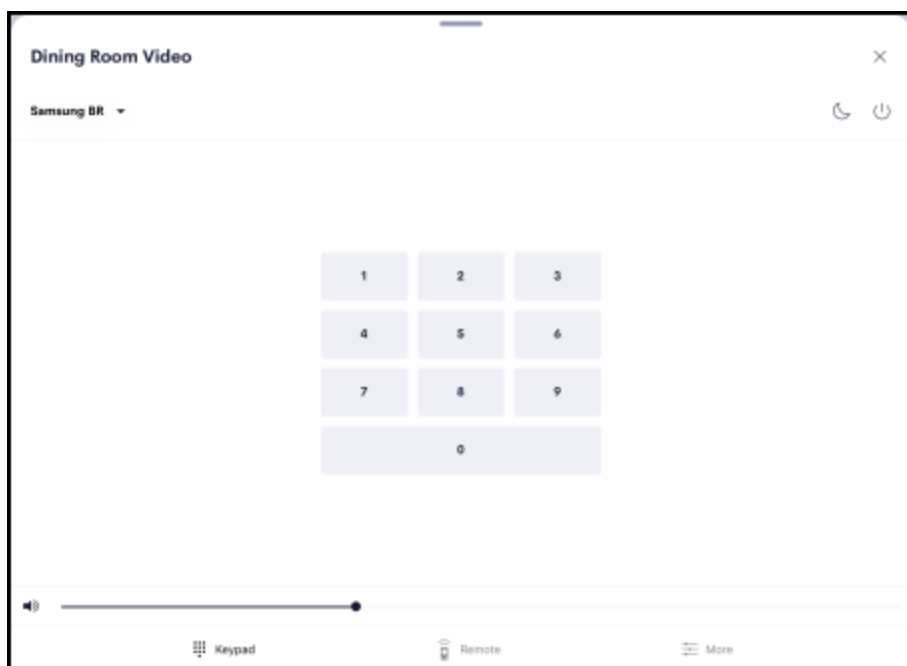 Dining Room Video
Samsung BR
1 2 3
4 5 6
7 8 9
0
Keypad Remote More